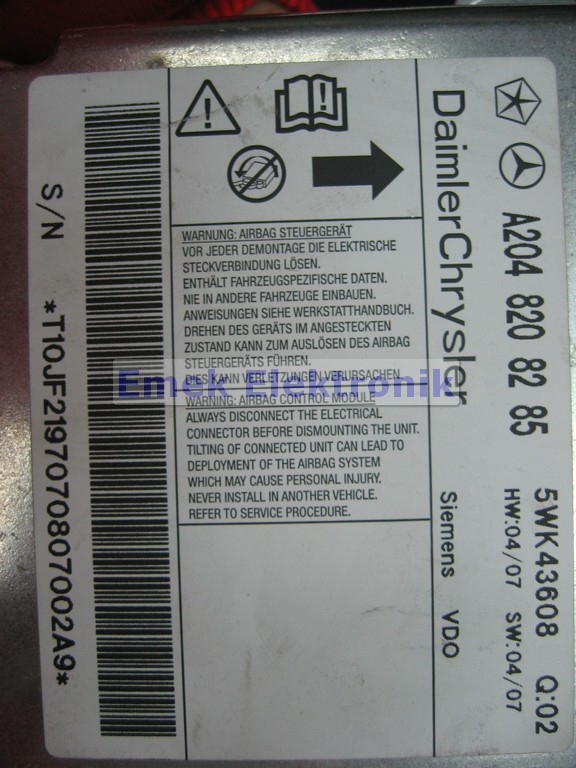 A204 820 82 85
5WK43608 Q:02
HW:04/07 SW:04/07
DaimlerChrysler
Siemens VDO
WARNUNG: AIRBAG STEUERGERÄT
VOR JEDER DEMONTAGE DIE ELEKTRISCHE
STECKVERBINDUNG LÖSEN.
ENTHÄLT FAHRZEUGSPEZIFISCHE DATEN.
NIE IN ANDERE FAHRZEUGE EINBAUEN.
ANWEISUNGEN SIEHE WERKSTATTHANDBUCH.
DREHEN DES GERÄTS IM ANGESTECKTEN
ZUSTAND KANN ZUM AUSLÖSEN DES AIRBAG
STEUERGERÄTS FÜHREN.
DIES KANN VERLETZUNGEN VERURSACHEN.
WARNING: AIRBAG CONTROL MODULE
ALWAYS DISCONNECT THE ELECTRICAL
CONNECTOR BEFORE DISMOUNTING THE UNIT.
TILTING OF CONNECTED UNIT CAN LEAD TO
DEPLOYMENT OF THE AIRBAG SYSTEM
WHICH MAY CAUSE PERSONAL INJURY.
NEVER INSTALL IN ANOTHER VEHICLE.
REFER TO SERVICE PROCEDURE.
S/N *T10JF2197070807002A9*
Emek Elektronik